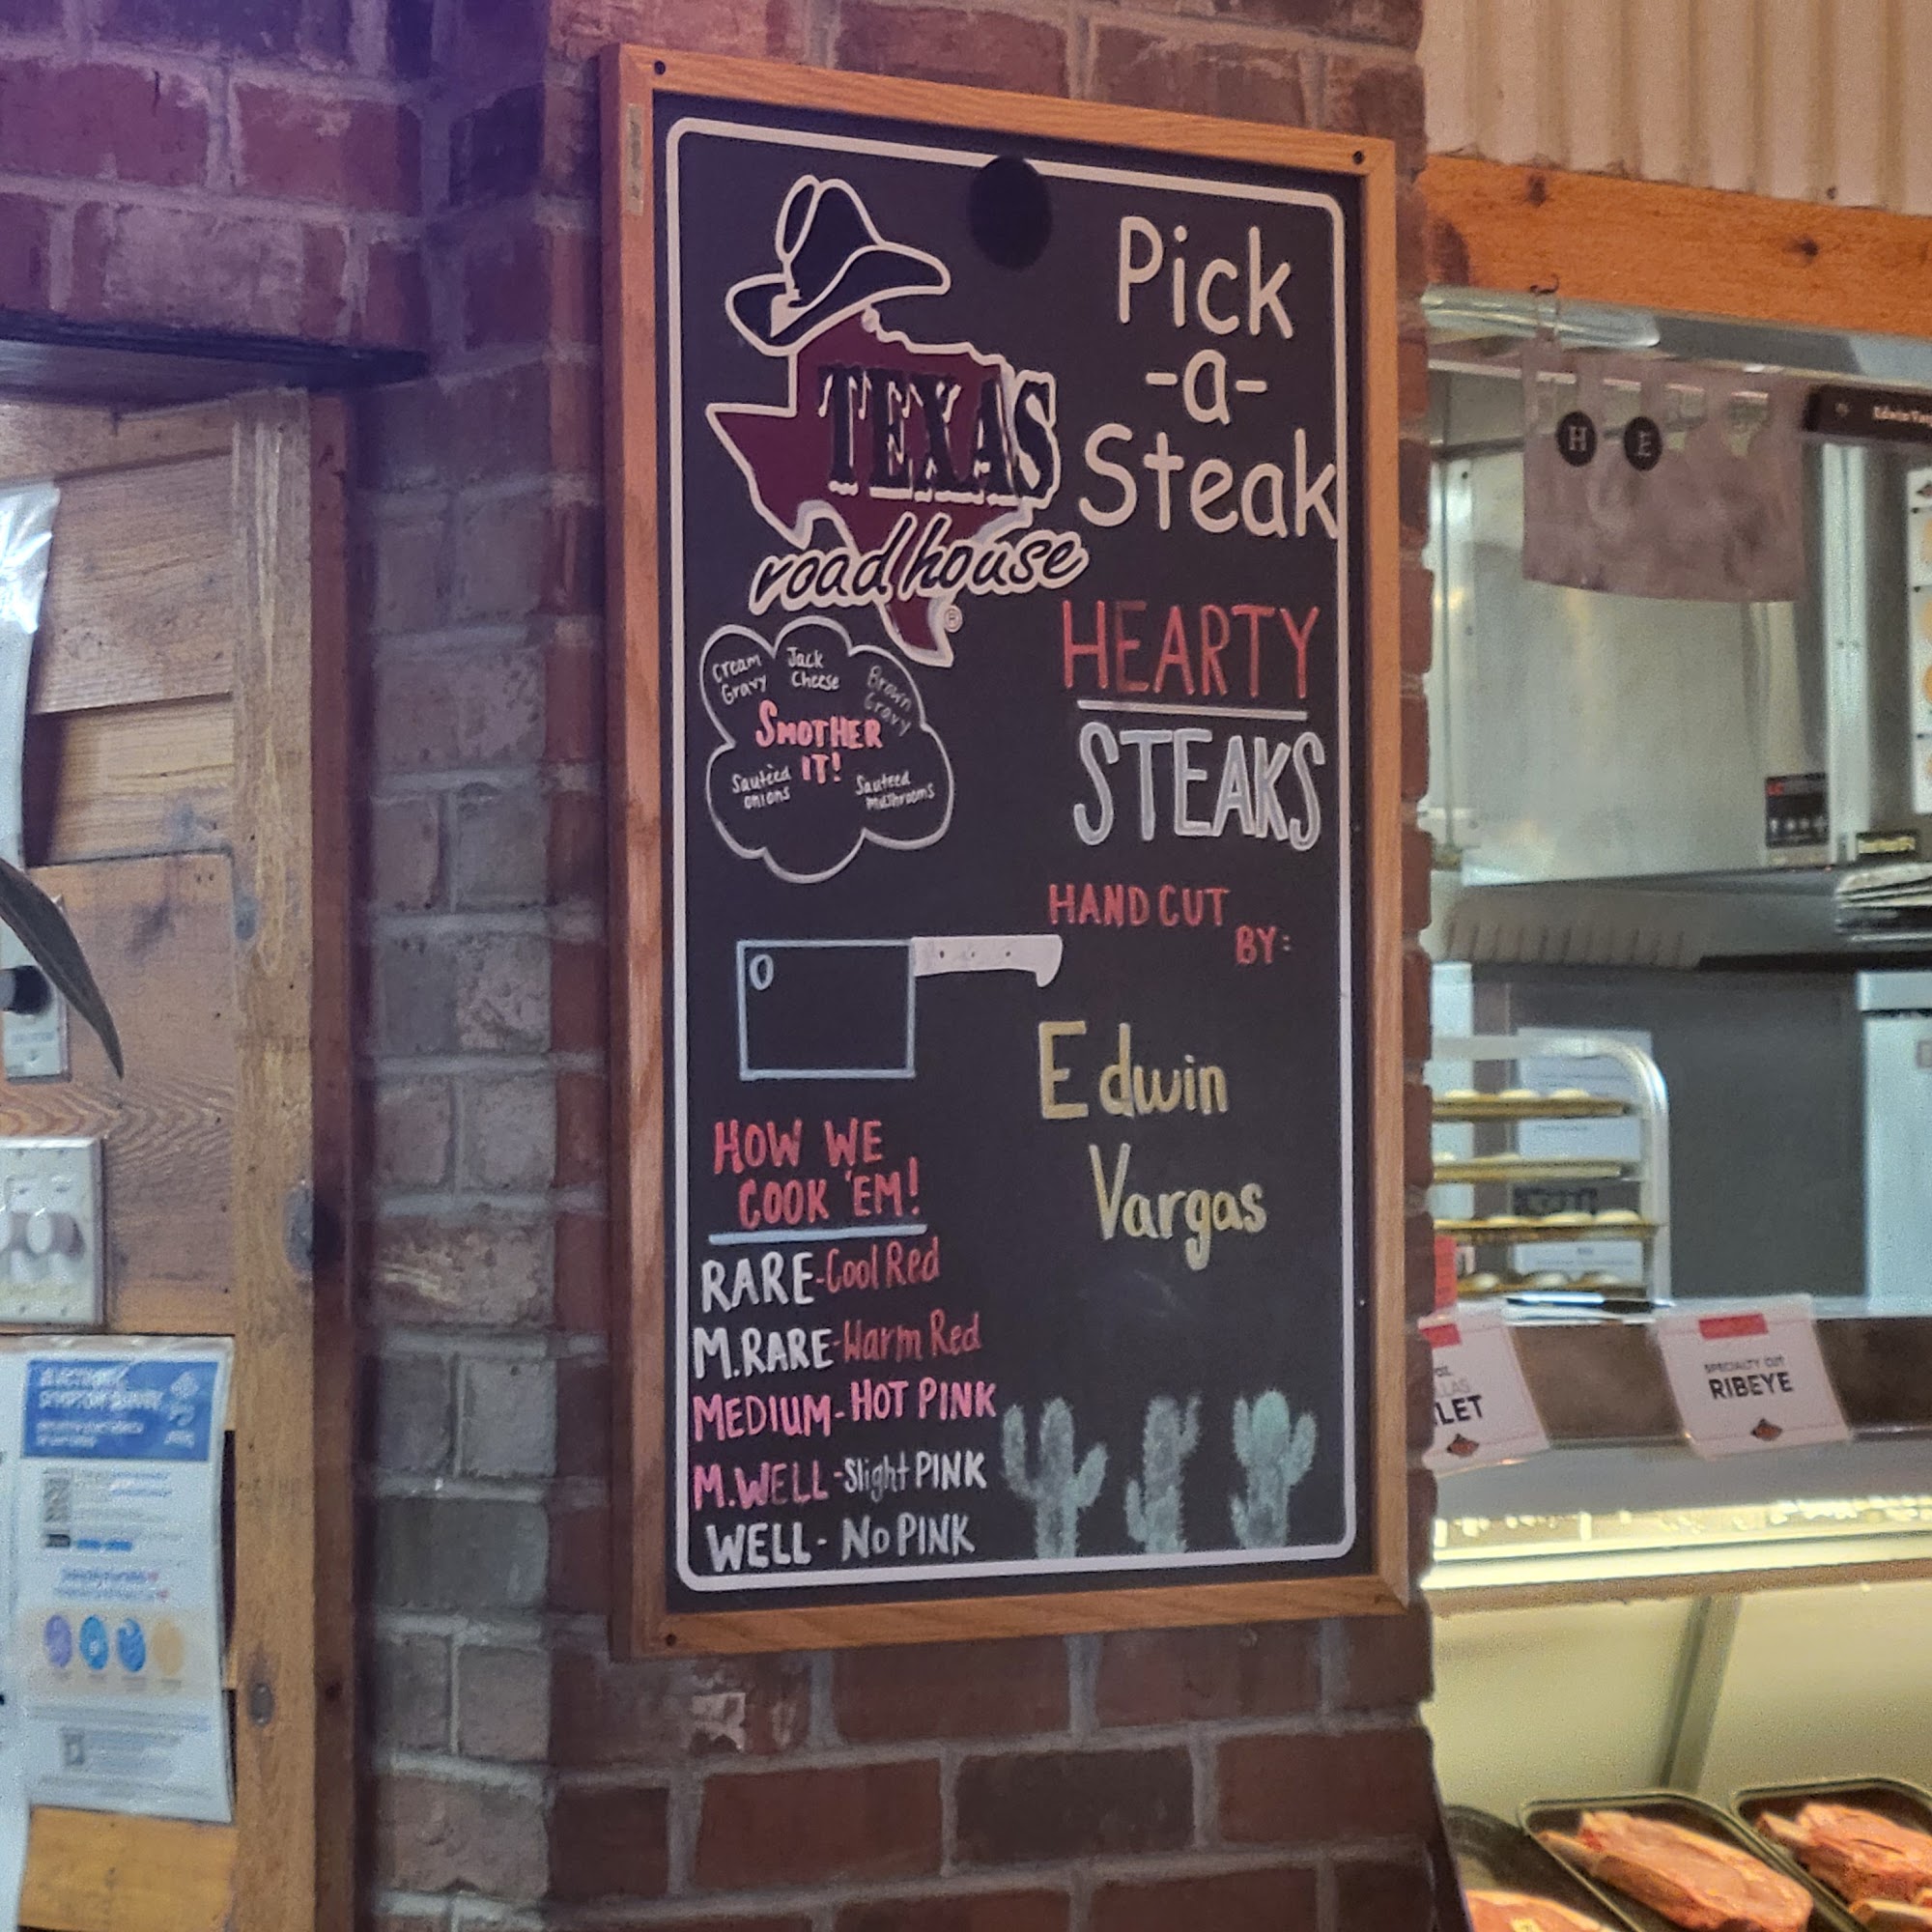 Pick
-a-
Steak
TEXAS
roadhouse
®
HEARTY
STEAKS
Cream
Gravy
Jack
Cheese
Brown
Gravy
SMOTHER
IT!
Sautéed
onions
Sauteed
mushrooms
HAND CUT
BY:
Edwin
Vargas
HOW WE
COOK 'EM!
RARE-Cool Red
M.RARE-Warm Red
MEDIUM-HOT PINK
M.WELL-Slight PINK
WELL- No PINK
H E
Edwin
SPECIALTY CUT
RIBEYE